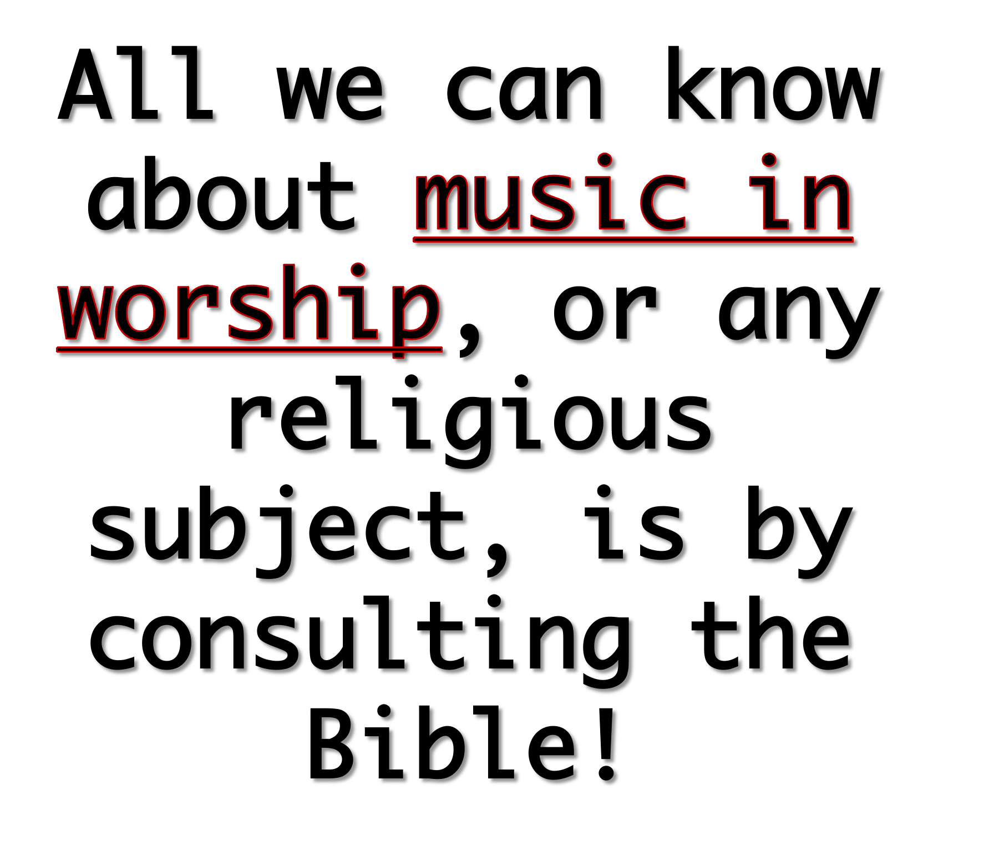 All we can know
about music in
worship, or any
religious
subject, is by
consulting the
Bible!